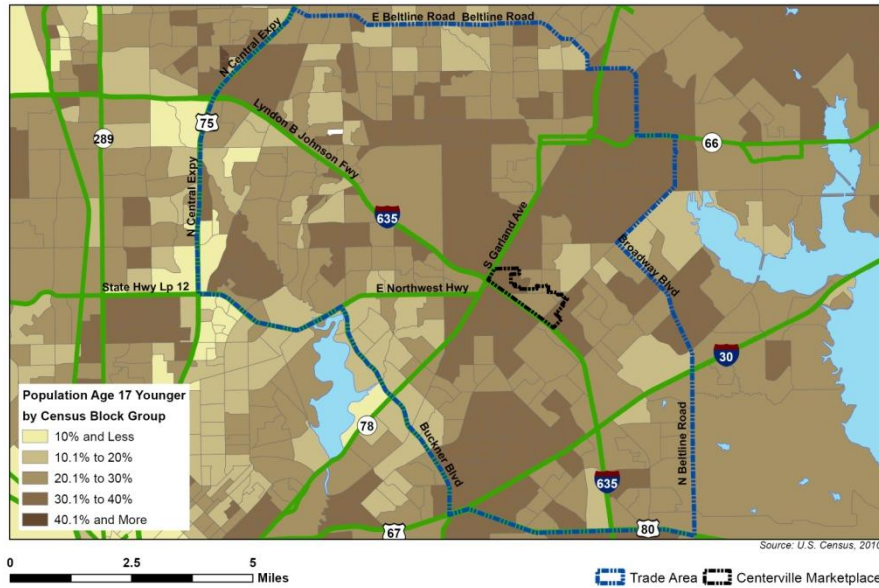 E Beltline Road
Beltline Road
N Central Expy
Lyndon B Johnson Fwy
289
75
66
N Central Expy
635
S Garland Ave
Broadway Blvd
State Hwy Lp 12
E Northwest Hwy
30
Population Age 17 Younger
by Census Block Group
10% and Less
10.1% to 20%
20.1% to 30%
30.1% to 40%
40.1% and More
78
Buckner Blvd
N Beltline Road
635
67
80
Source: U.S. Census, 2010
0 2.5 5
Miles
Trade Area
Centerville Marketplace